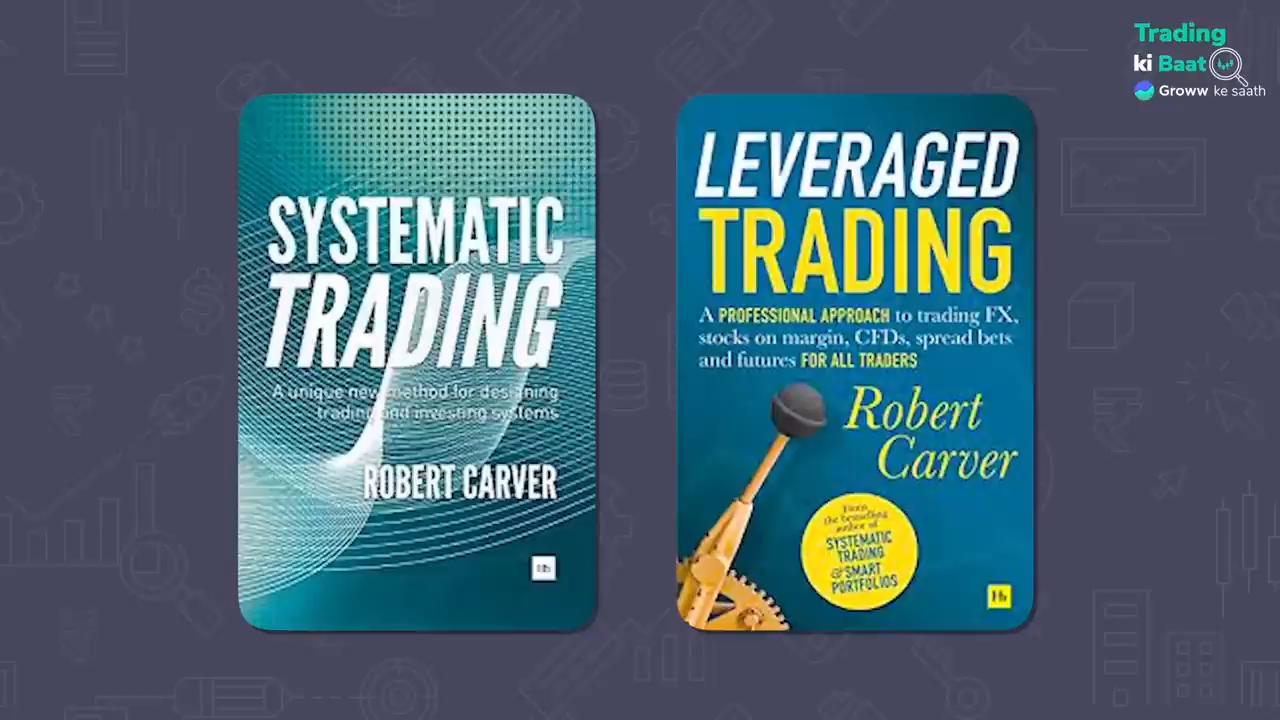 Trading
ki Baat
Groww ke saath
SYSTEMATIC
TRADING
A unique new method for designing
trading and investing systems
ROBERT CARVER
Hh
LEVERAGED
TRADING
A PROFESSIONAL APPROACH to trading FX,
stocks on margin, CFDs, spread bets
and futures FOR ALL TRADERS
Robert
Carver
From
the bestselling
author of
SYSTEMATIC
TRADING
& SMART
PORTFOLIOS
Hh